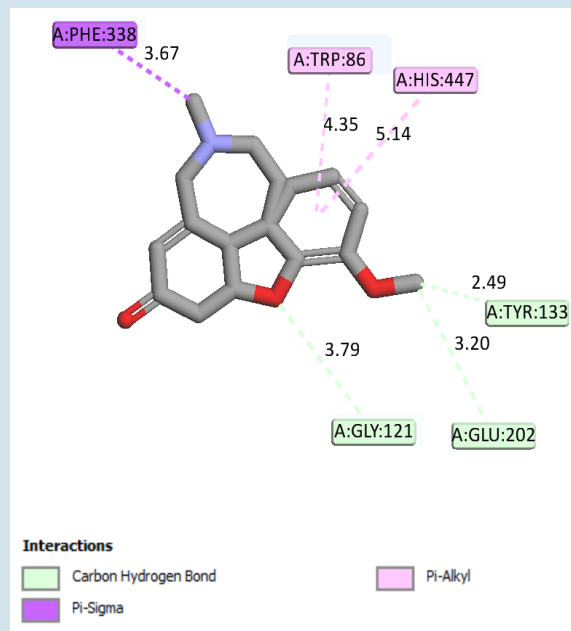 A:PHE:338
3.67
A:TRP:86
A:HIS:447
4.35
5.14
2.49
A:TYR:133
3.20
3.79
A:GLY:121
A:GLU:202
Interactions
Carbon Hydrogen Bond
Pi-Alkyl
Pi-Sigma